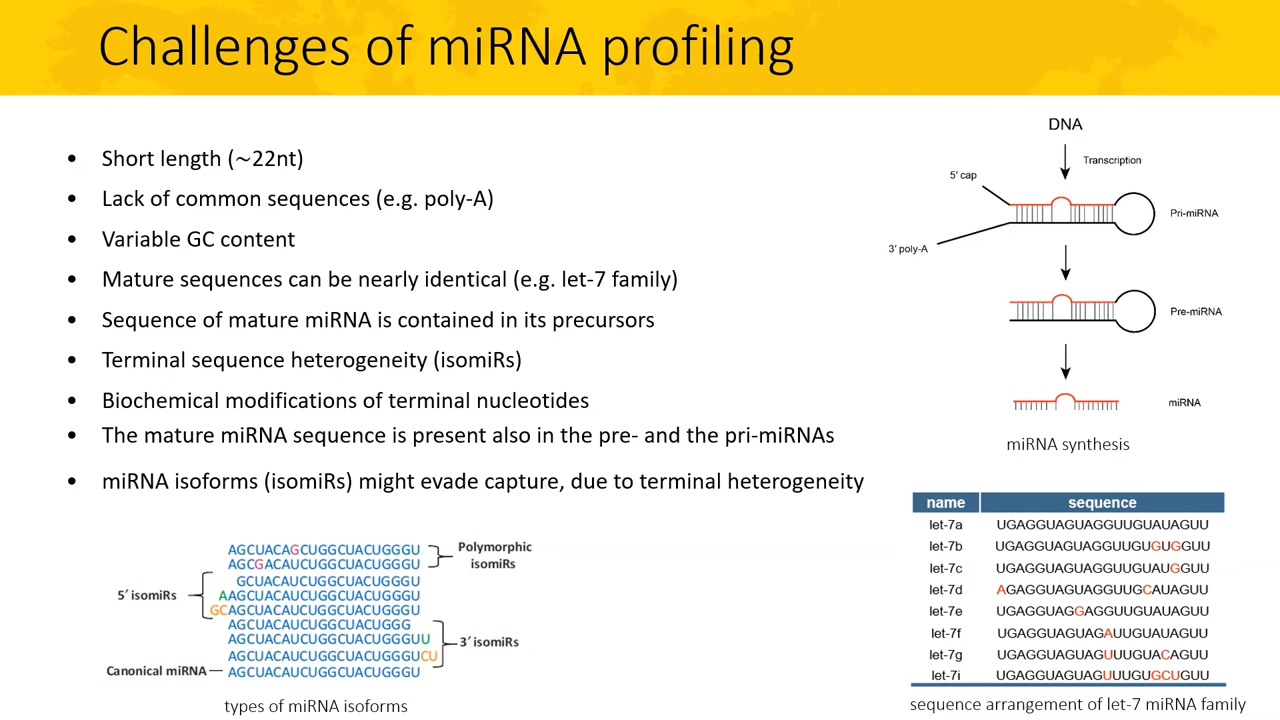 Challenges of miRNA profiling
• Short length (~22nt)
• Lack of common sequences (e.g. poly-A)
• Variable GC content
• Mature sequences can be nearly identical (e.g. let-7 family)
• Sequence of mature miRNA is contained in its precursors
• Terminal sequence heterogeneity (isomiRs)
• Biochemical modifications of terminal nucleotides
• The mature miRNA sequence is present also in the pre- and the pri-miRNAs
• miRNA isoforms (isomiRs) might evade capture, due to terminal heterogeneity
DNA
Transcription
5′ cap
Pri-miRNA
3′ poly-A
Pre-miRNA
miRNA
miRNA synthesis
AGCUACAGCUGGCUACUGGGU
AGCGACAUCUGGCUACUGGGU
Polymorphic
isomiRs
GCUACAUCUGGCUACUGGGU
AAGCUACAUCUGGCUACUGGGU
GCAGCUACAUCUGGCUACUGGGU
5′ isomiRs
AGCUACAUCUGGCUACUGGG
AGCUACAUCUGGCUACUGGGUU
AGCUACAUCUGGCUACUGGGUCU
3′ isomiRs
Canonical miRNA
AGCUACAUCUGGCUACUGGGU
types of miRNA isoforms
name sequence
let-7a UGAGGUAGUAGGUUGUAUAGUU
let-7b UGAGGUAGUAGGUUGUGUGGUU
let-7c UGAGGUAGUAGGUUGUAUGGUU
let-7d AGAGGUAGUAGGUUGCAUAGUU
let-7e UGAGGUAGGAGGUUGUAUAGUU
let-7f UGAGGUAGUAGAUUGUAUAGUU
let-7g UGAGGUAGUAGUUUGUACAGUU
let-7i UGAGGUAGUAGUUUGUGCUGUU
sequence arrangement of let-7 miRNA family